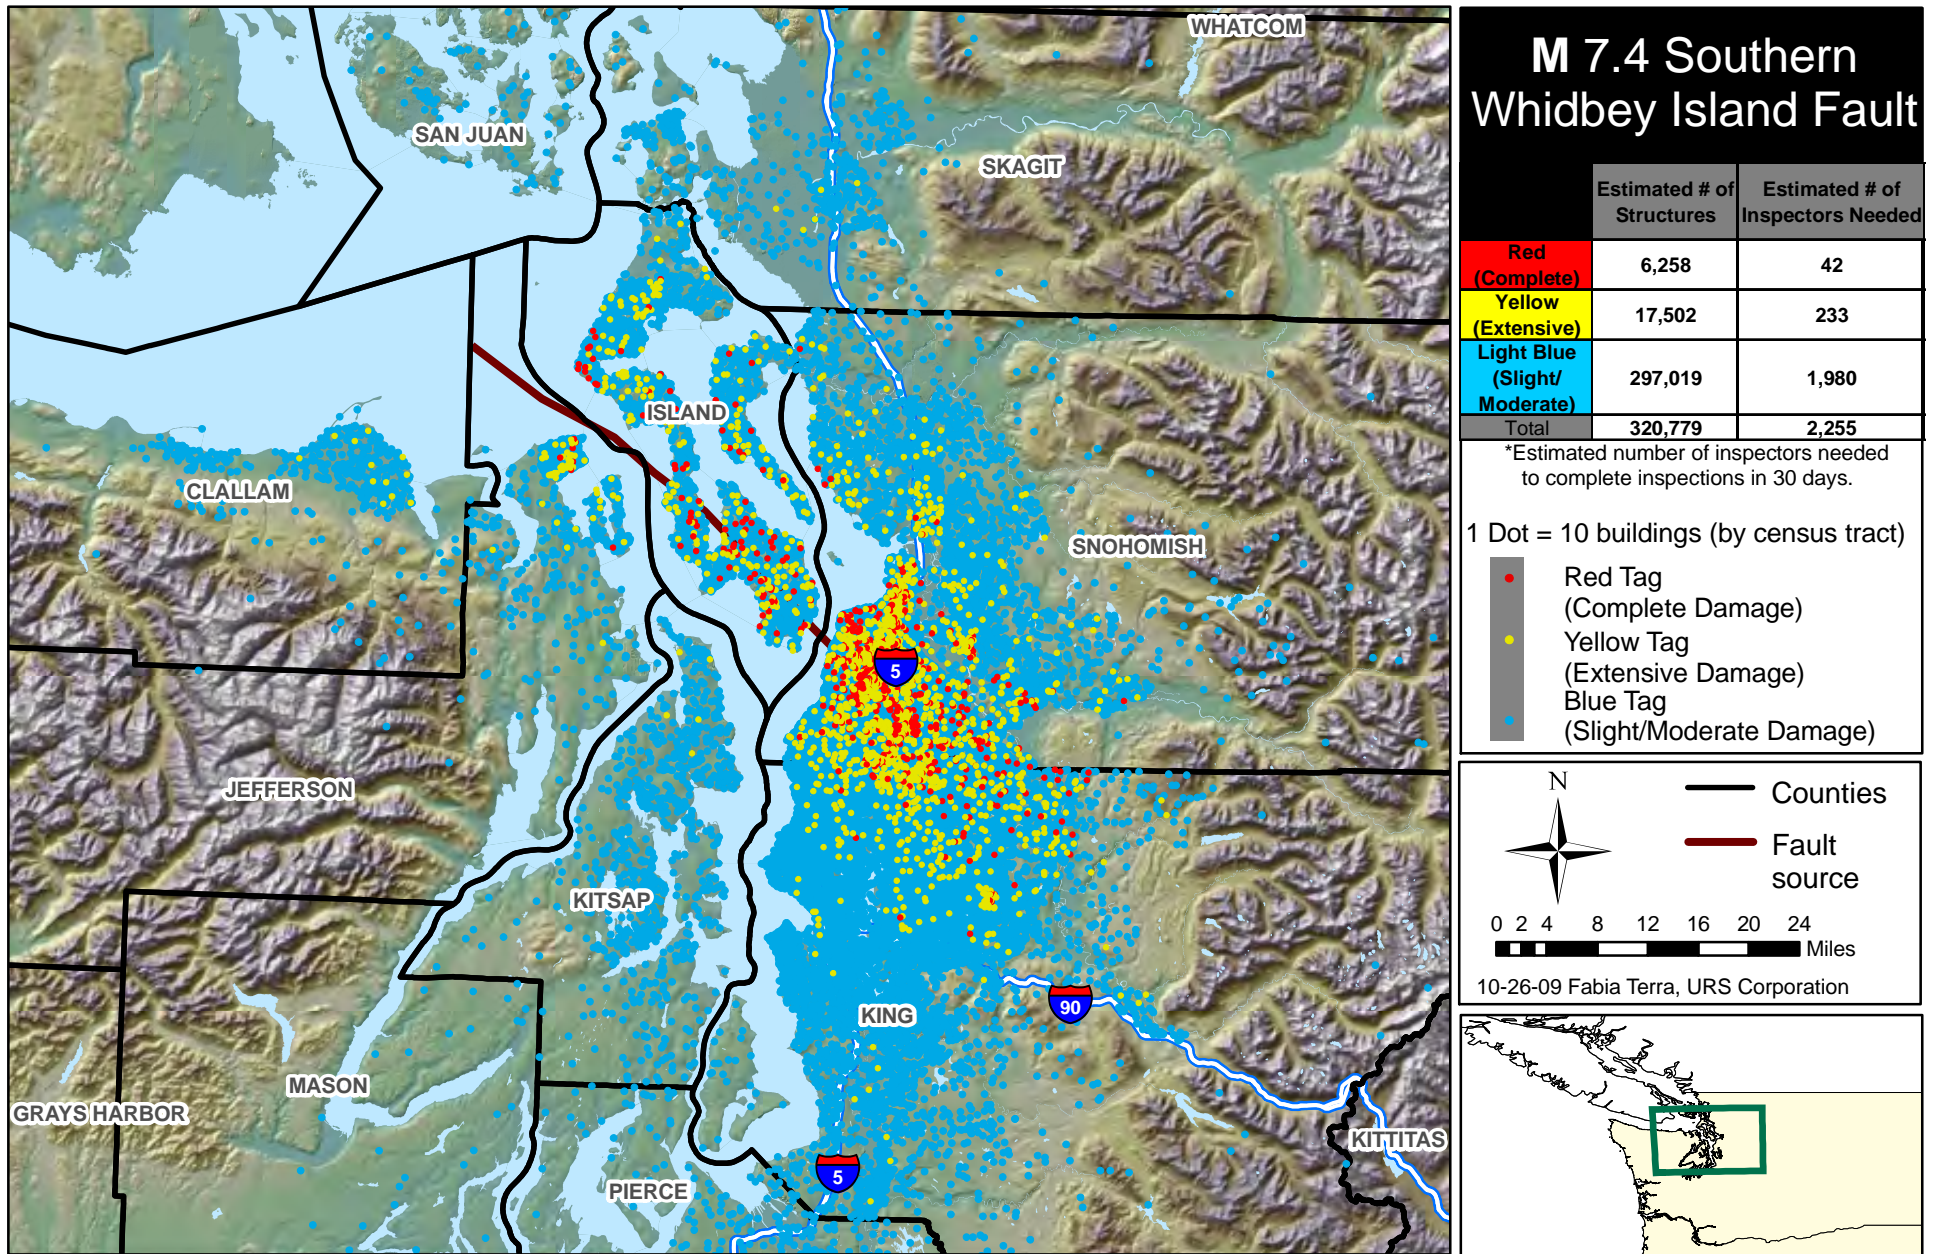 WHATCOM
SAN JUAN
SKAGIT
ISLAND
CLALLAM
SNOHOMISH
5
JEFFERSON
KITSAP
90
KING
MASON
GRAYS HARBOR
KITTITAS
5
PIERCE
M 7.4 Southern
Whidbey Island Fault
Estimated # of
Structures
Estimated # of
Inspectors Needed
Red
(Complete)
6,258
42
Yellow
(Extensive)
17,502
233
Light Blue
(Slight/
Moderate)
297,019
1,980
Total
320,779
2,255
*Estimated number of inspectors needed
to complete inspections in 30 days.
1 Dot = 10 buildings (by census tract)
Red Tag
(Complete Damage)
Yellow Tag
(Extensive Damage)
Blue Tag
(Slight/Moderate Damage)
N
Counties
Fault
source
0 2 4 8 12 16 20 24
Miles
10-26-09 Fabia Terra, URS Corporation